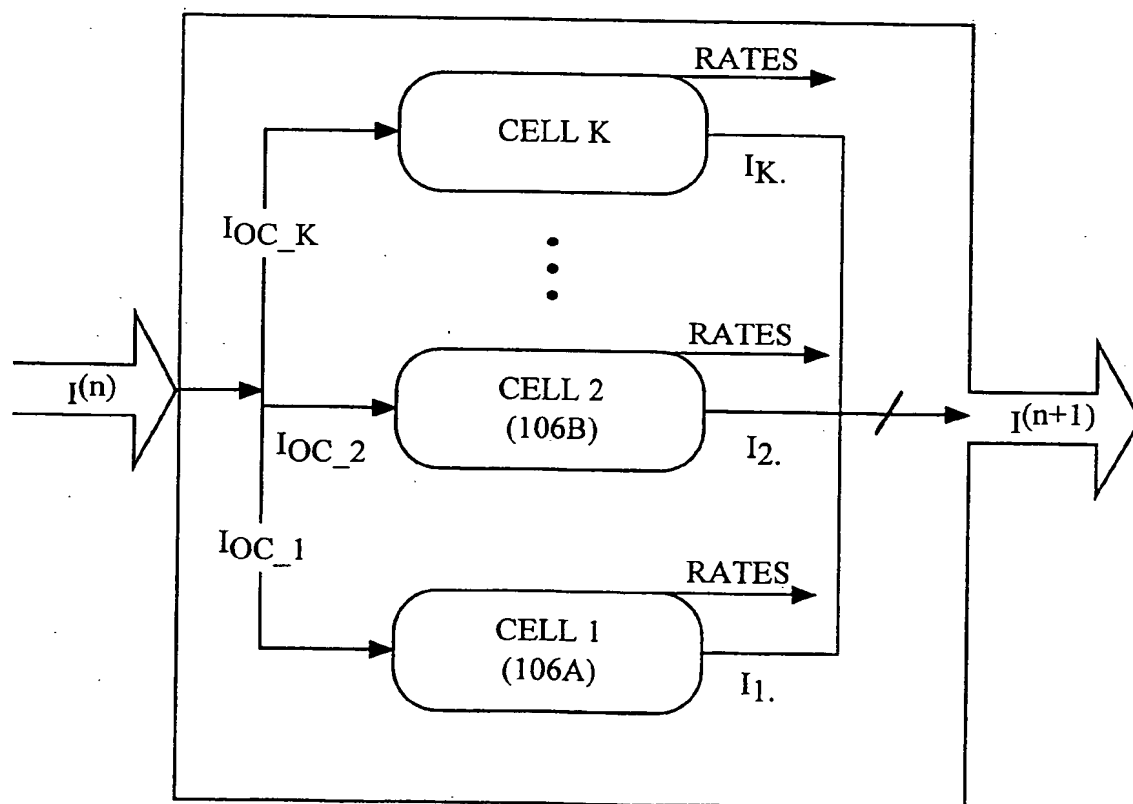 RATES
CELL K
IK.
IOC_K
RATES
I(n)
CELL 2
(106B)
I(n+1)
IOC_2
I2.
IOC_1
RATES
CELL 1
(106A)
I1.